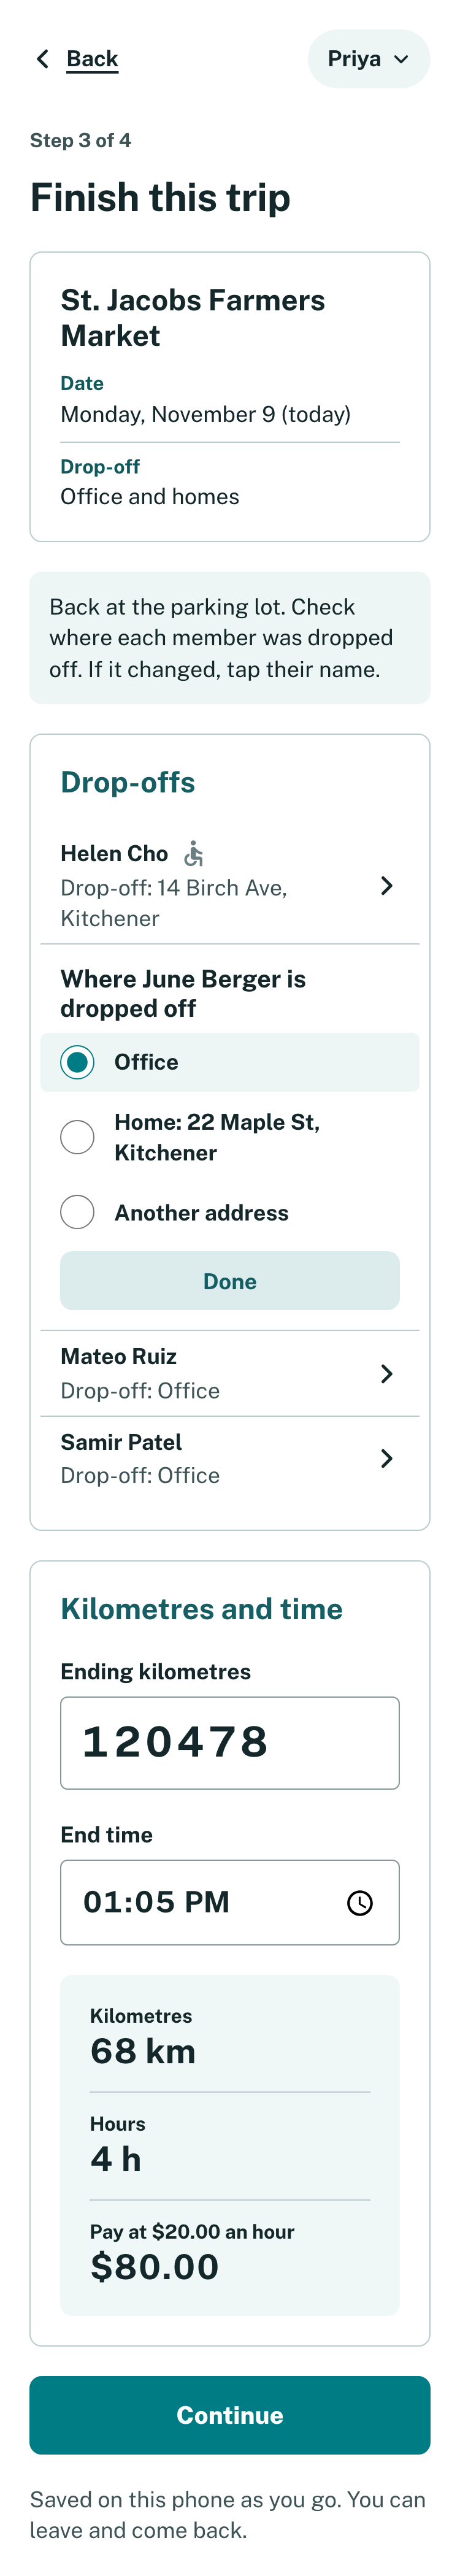 Back
Priya
Step 3 of 4
Finish this trip
St. Jacobs Farmers
Market
Date
Monday, November 9 (today)
Drop-off
Office and homes
Back at the parking lot. Check
where each member was dropped
off. If it changed, tap their name.
Drop-offs
Helen Cho
Drop-off: 14 Birch Ave,
Kitchener
Where June Berger is
dropped off
Office
Home: 22 Maple St,
Kitchener
Another address
Done
Mateo Ruiz
Drop-off: Office
Samir Patel
Drop-off: Office
Kilometres and time
Ending kilometres
120478
End time
01:05 PM
Kilometres
68 km
Hours
4 h
Pay at $20.00 an hour
$80.00
Continue
Saved on this phone as you go. You can
leave and come back.